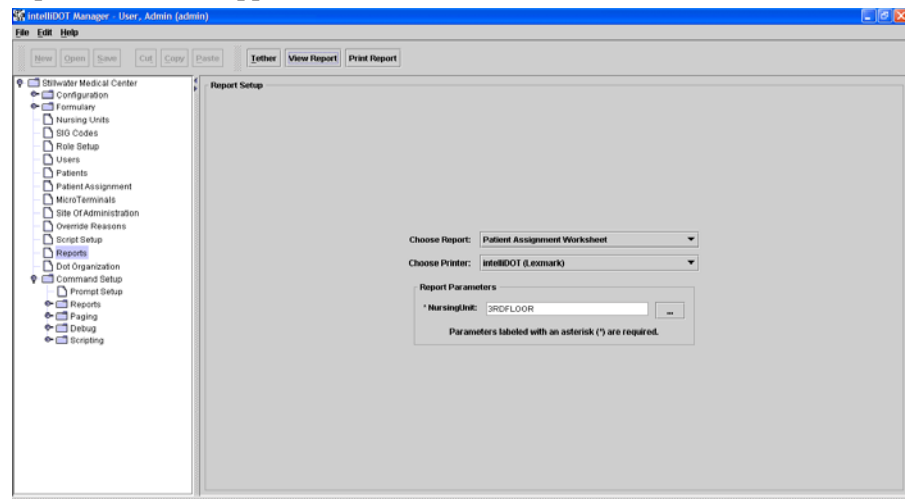 intelliDOT Manager - User, Admin (admin)
File Edit Help
New Open Save Cut Copy Paste Tether View Report Print Report
Stillwater Medical Center
Configuration
Formulary
Nursing Units
SIG Codes
Role Setup
Users
Patients
Patient Assignment
MicroTerminals
Site Of Administration
Override Reasons
Script Setup
Reports
Dot Organization
Command Setup
Prompt Setup
Reports
Paging
Debug
Scripting
Report Setup
Choose Report: Patient Assignment Worksheet
Choose Printer: intelliDOT (Lexmark)
Report Parameters
* NursingUnit: 3RDFLOOR ...
Parameters labeled with an asterisk (*) are required.